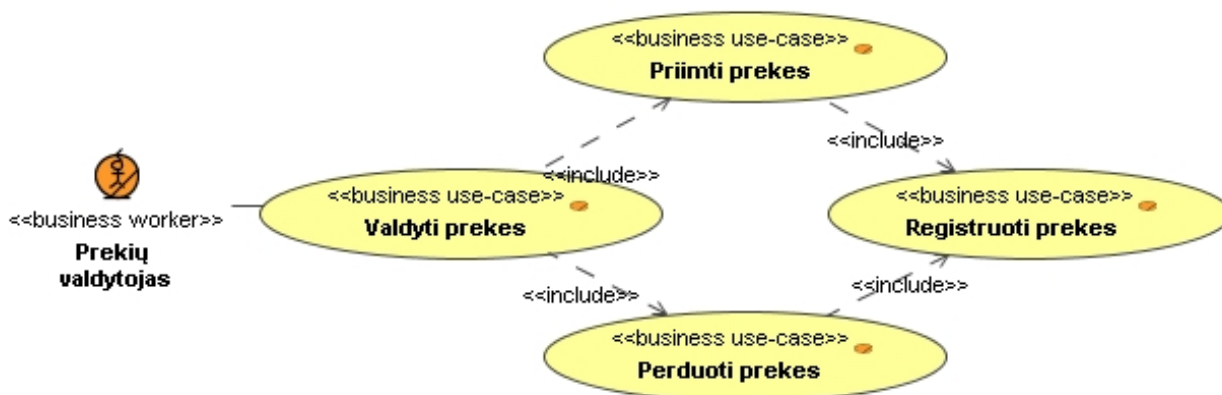 <<business use-case>>
Priimti prekes
<<include>>
<<include>>
<<business worker>>
Prekių
valdytojas
<<business use-case>>
Valdyti prekes
<<business use-case>>
Registruoti prekes
<<include>>
<<include>>
<<business use-case>>
Perduoti prekes